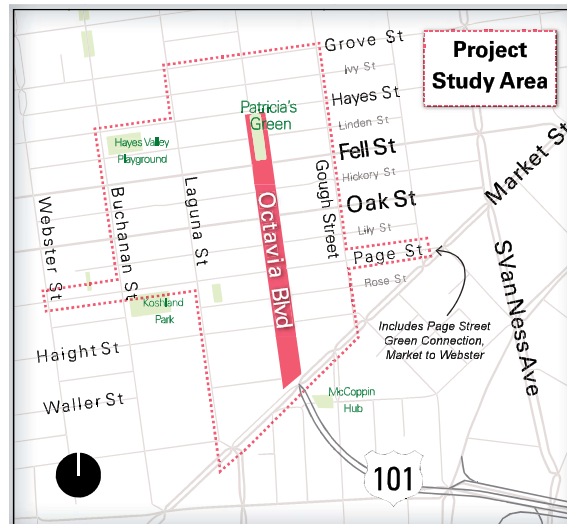 Project
Study Area
Grove St
Ivy St
Hayes St
Linden St
Fell St
Hickory St
Oak St
Lily St
Page St
Rose St
Market St
S Van Ness Ave
Gough Street
Patricia's
Green
Octavia Blvd
Hayes Valley
Playground
Laguna St
Buchanan St
Webster St
Koshland
Park
Haight St
Waller St
Includes Page Street
Green Connection,
Market to Webster
McCoppin
Hub
101